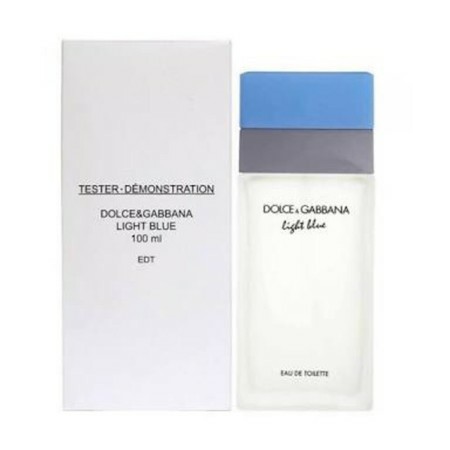 TESTER·DÉMONSTRATION
DOLCE&GABBANA
LIGHT BLUE
100 ml
EDT
DOLCE & GABBANA
light blue
EAU DE TOILETTE